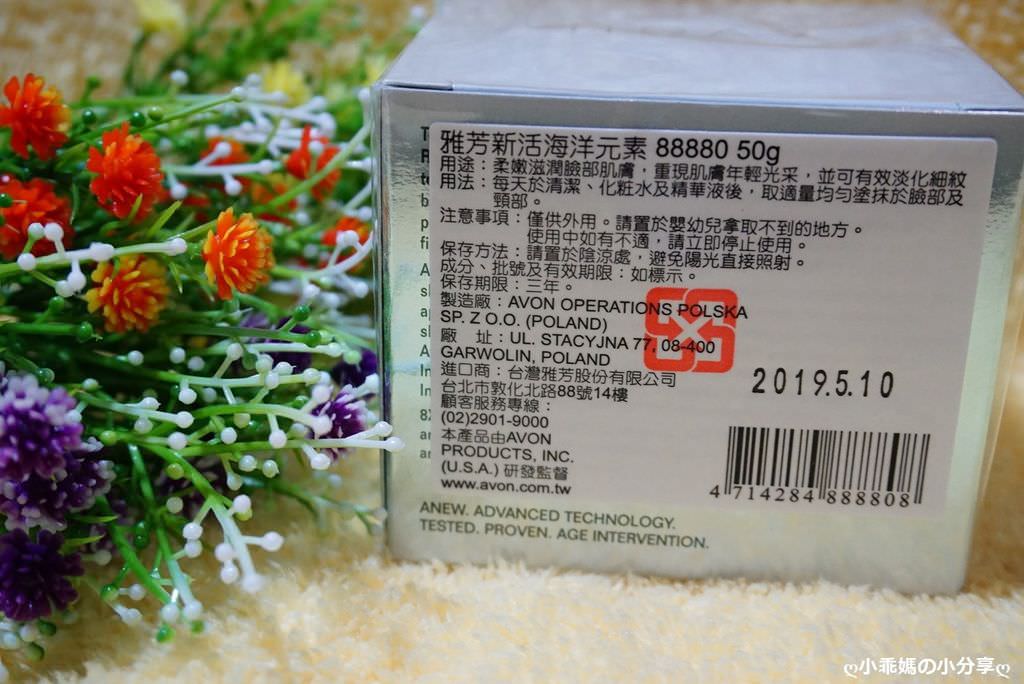 雅芳新活海洋元素 88880 50g
用途：柔嫩滋潤臉部肌膚，重現肌膚年輕光采，並可有效淡化細紋
用法：每天於清潔、化粧水及精華液後，取適量均勻塗抹於臉部及
頸部。
注意事項：僅供外用。請置於嬰幼兒拿取不到的地方。
使用中如有不適，請立即停止使用。
保存方法：請置於陰涼處，避免陽光直接照射。
成分、批號及有效期限：如標示。
保存期限：三年。
製造廠：AVON OPERATIONS POLSKA
SP. Z O.O. (POLAND)
廠　址：UL. STACYJNA 77, 08-400
GARWOLIN, POLAND
進口商：台灣雅芳股份有限公司
台北市敦化北路88號14樓
顧客服務專線：
(02)2901-9000
本產品由AVON
PRODUCTS, INC.
(U.S.A.) 研發監督
www.avon.com.tw
2019.5.10
4 714284 888808
ANEW. ADVANCED TECHNOLOGY.
TESTED. PROVEN. AGE INTERVENTION.
ღ小乖媽の小分享ღ